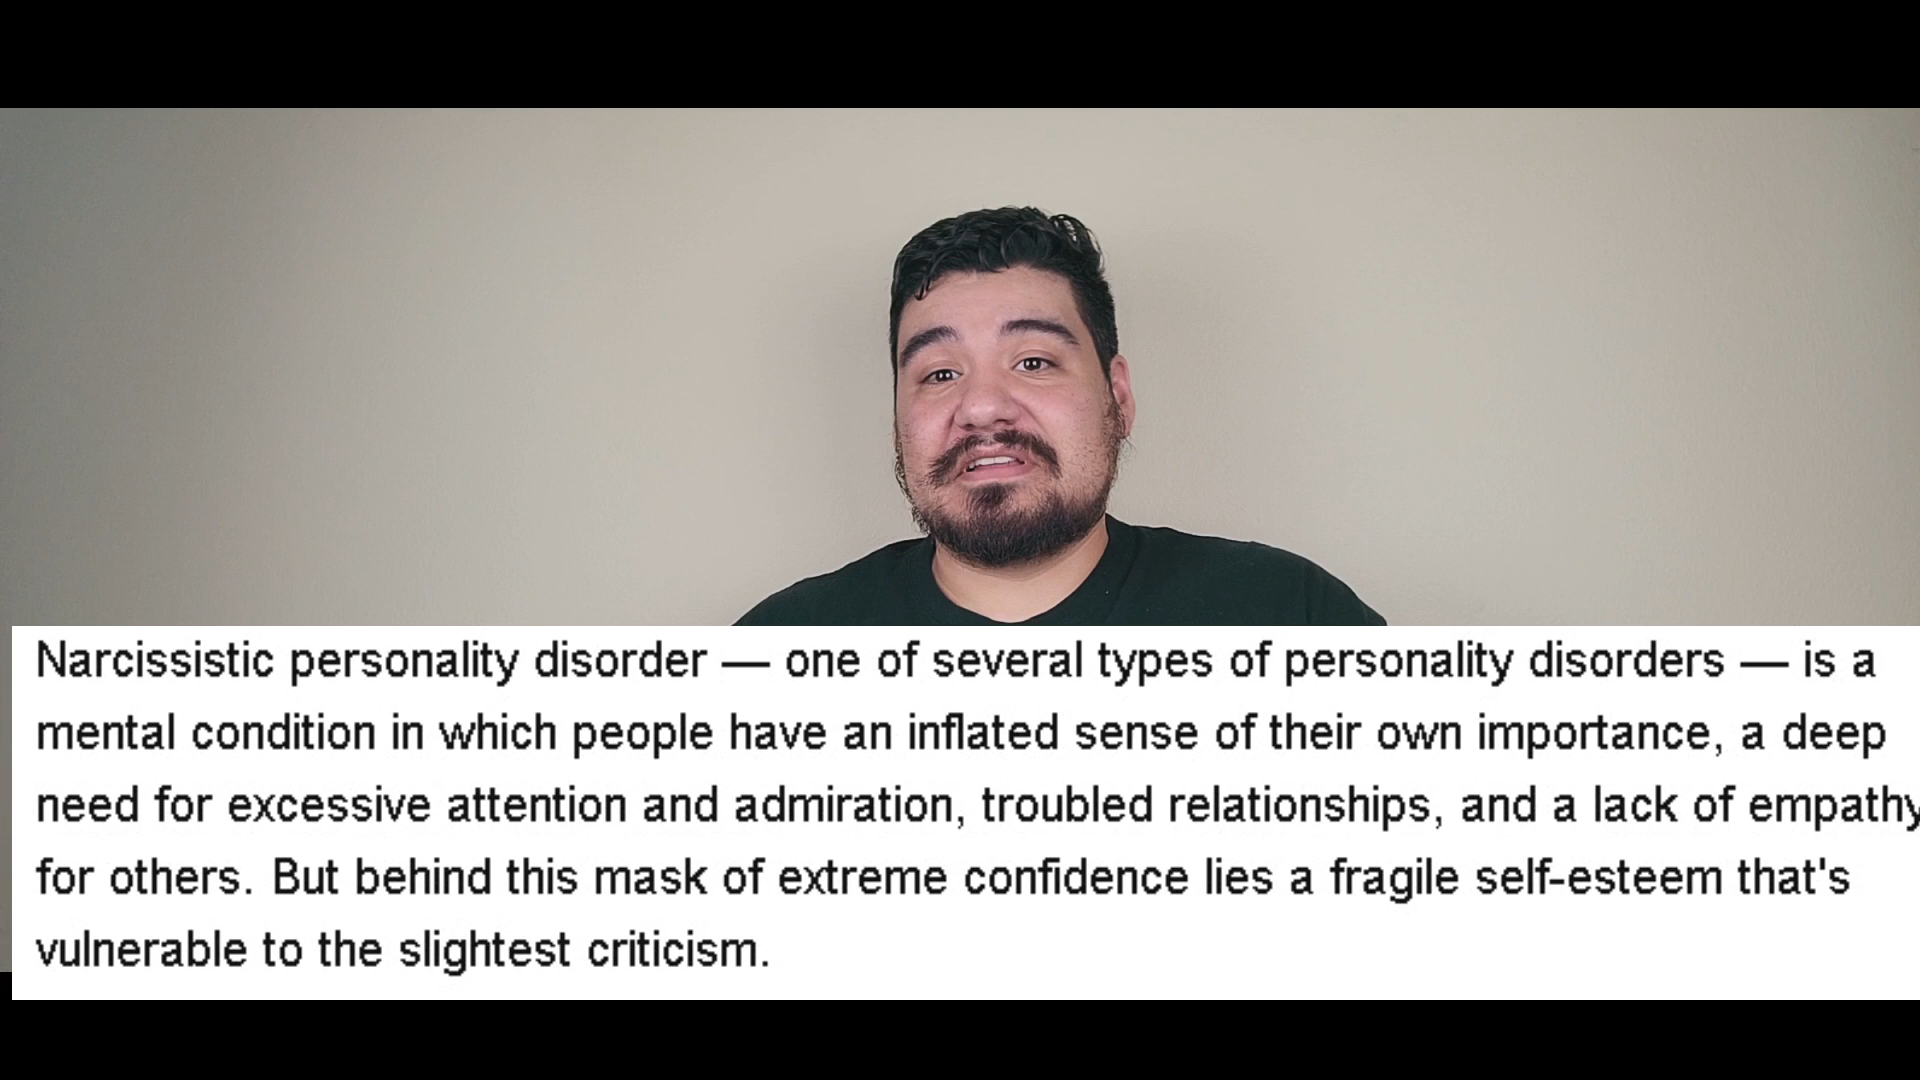 Narcissistic personality disorder — one of several types of personality disorders — is a
mental condition in which people have an inflated sense of their own importance, a deep
need for excessive attention and admiration, troubled relationships, and a lack of empathy
for others. But behind this mask of extreme confidence lies a fragile self-esteem that's
vulnerable to the slightest criticism.